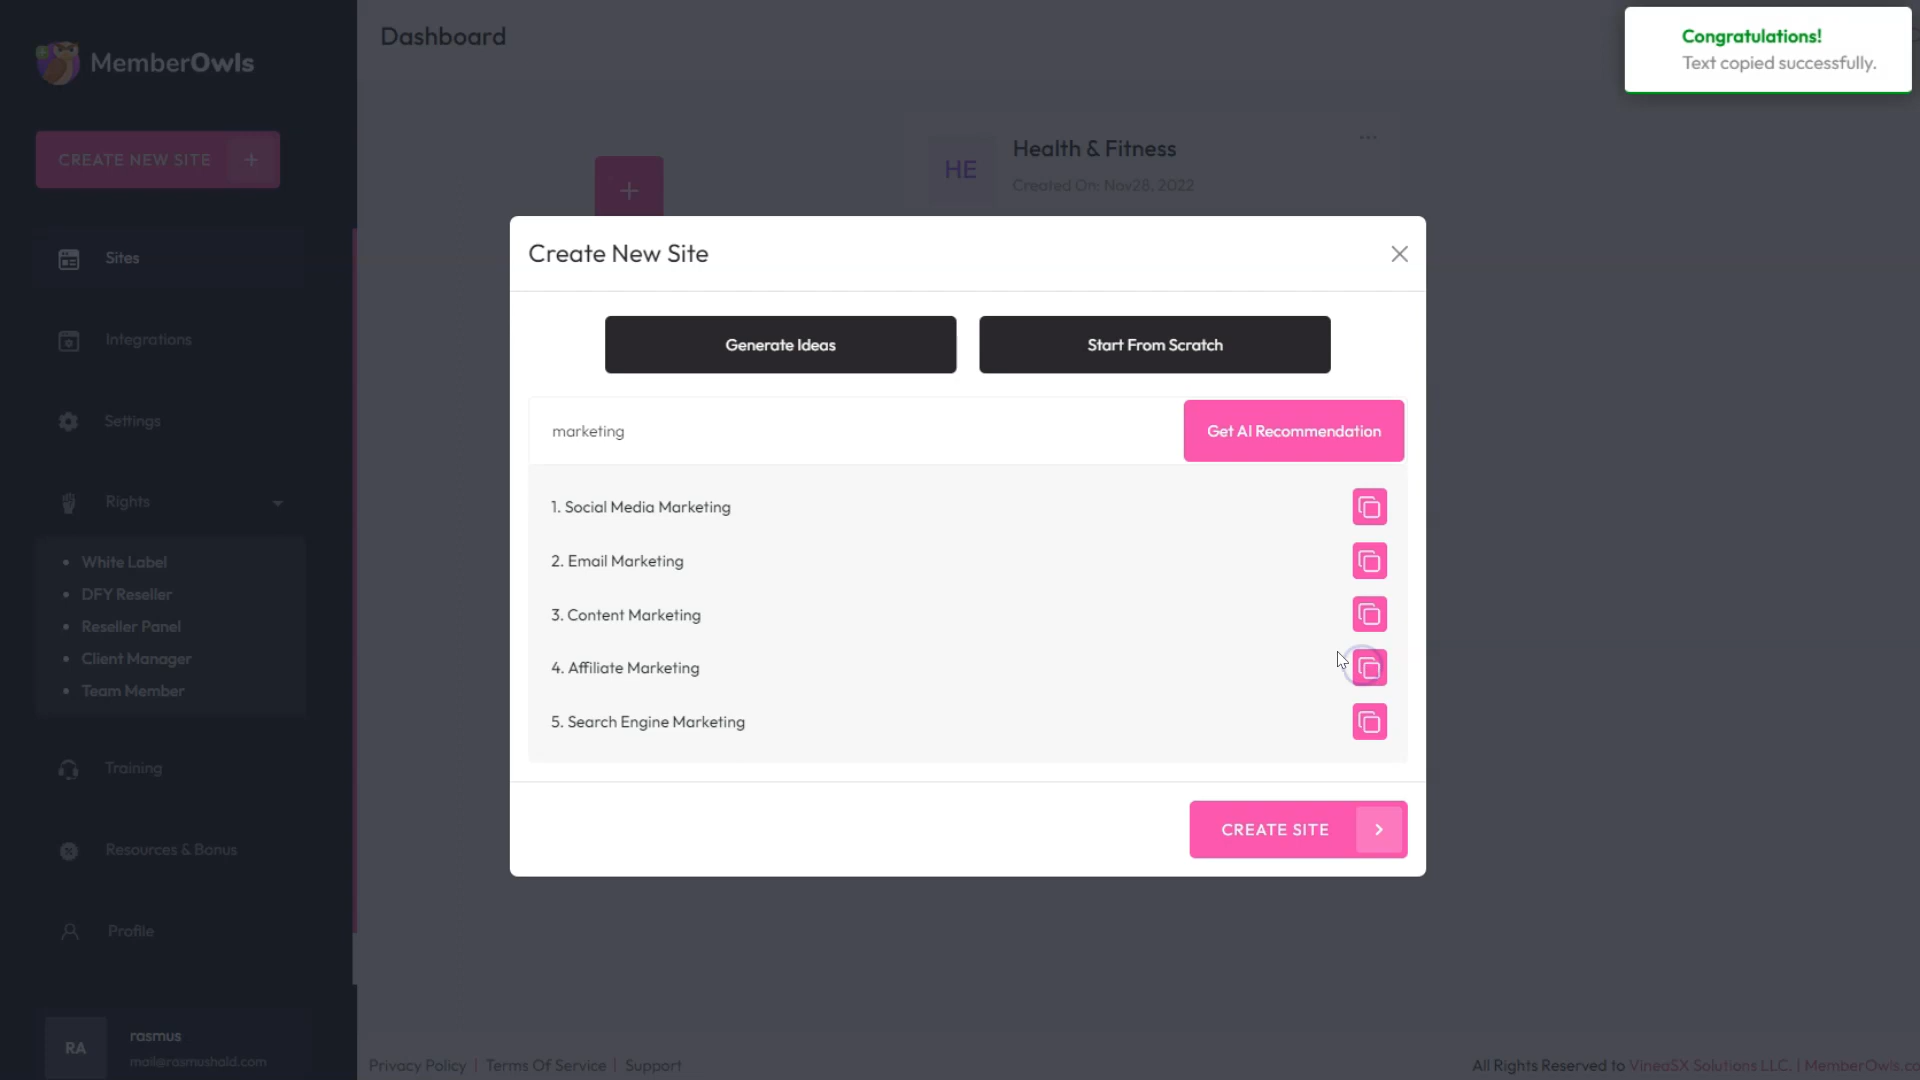 MemberOwls
Dashboard
Congratulations!
Text copied successfully.
CREATE NEW SITE +
HE
Health & Fitness
...
Created On: Nov28, 2022
+
Create New Site
Sites
Integrations
Settings
Rights
White Label
DFY Reseller
Reseller Panel
Client Manager
Team Member
Training
Resources & Bonus
Profile
Generate Ideas
Start From Scratch
marketing
Get AI Recommendation
1. Social Media Marketing
2. Email Marketing
3. Content Marketing
4. Affiliate Marketing
5. Search Engine Marketing
CREATE SITE
RA
rasmus
mail@rasmushald.com
Privacy Policy | Terms Of Service | Support
All Rights Reserved to VineaSX Solutions LLC. | MemberOwls.co